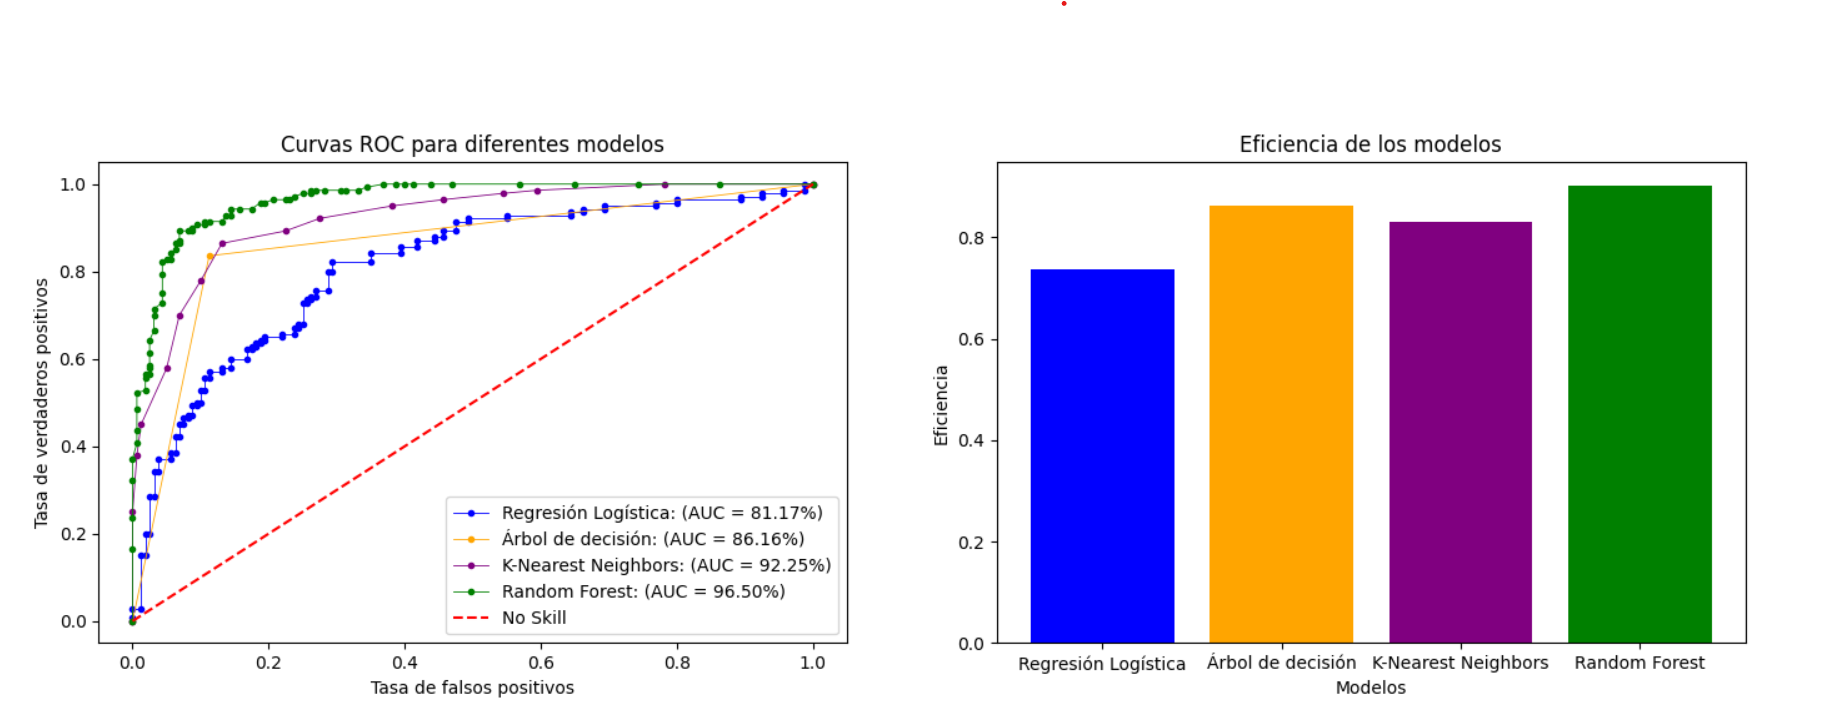 Curvas ROC para diferentes modelos
Tasa de verdaderos positivos
1.0
0.8
0.6
0.4
0.2
0.0
Regresión Logística: (AUC = 81.17%)
Árbol de decisión: (AUC = 86.16%)
K-Nearest Neighbors: (AUC = 92.25%)
Random Forest: (AUC = 96.50%)
No Skill
0.0 0.2 0.4 0.6 0.8 1.0
Tasa de falsos positivos
Eficiencia de los modelos
Eficiencia
0.8
0.6
0.4
0.2
0.0
Regresión Logística Árbol de decisión K-Nearest Neighbors Random Forest
Modelos